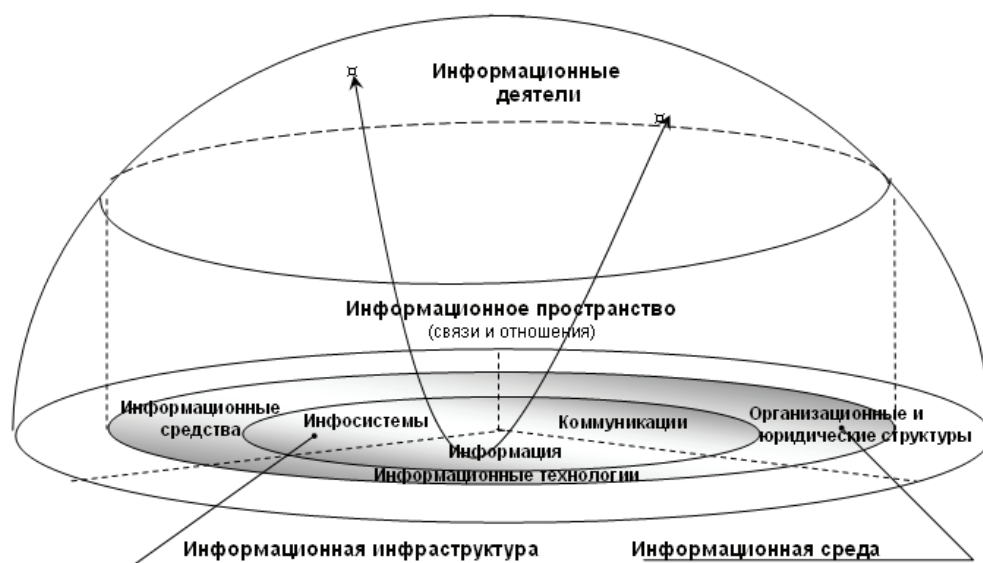 Информационные
деятели
Информационное пространство
(связи и отношения)
Информационные
средства
Инфосистемы
Коммуникации
Организационные и
юридические структуры
Информация
Информационные технологии
Информационная инфраструктура
Информационная среда